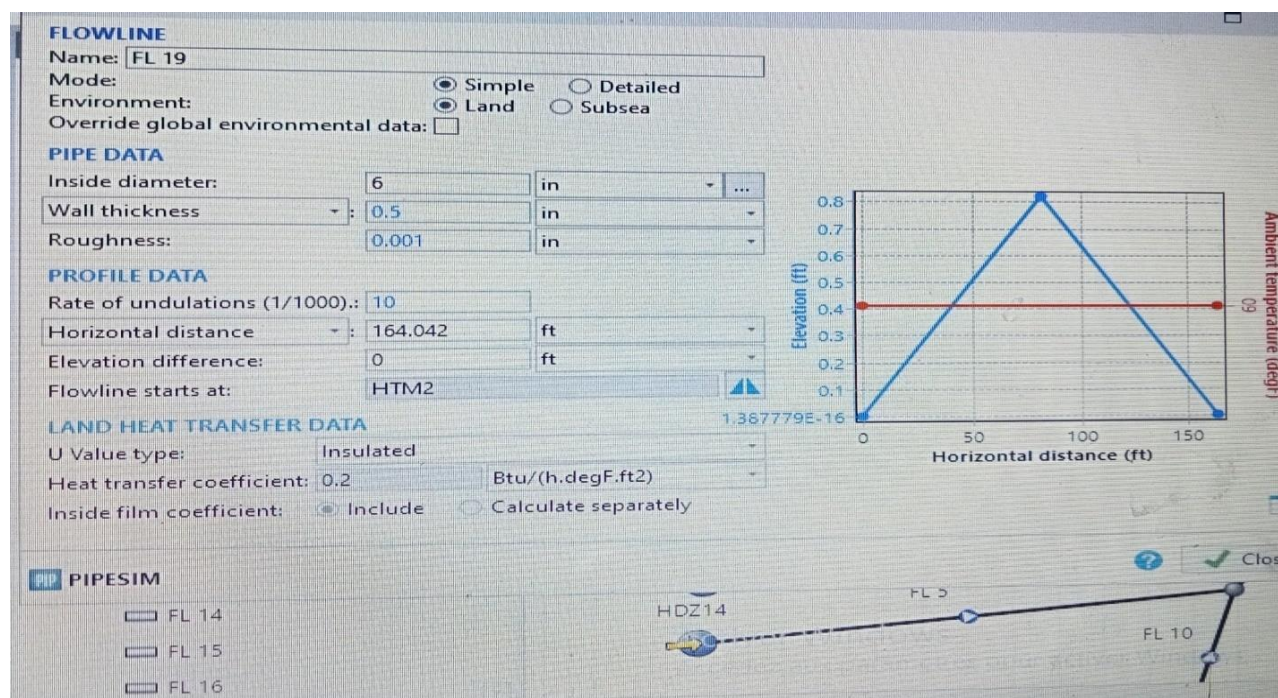 FLOWLINE
Name: FL 19
Mode: Simple Detailed
Environment: Land Subsea
Override global environmental data:
PIPE DATA
Inside diameter: 6 in ...
Wall thickness : 0.5 in
Roughness: 0.001 in
PROFILE DATA
Rate of undulations (1/1000).: 10
Horizontal distance : 164.042 ft
Elevation difference: 0 ft
Flowline starts at: HTM2
LAND HEAT TRANSFER DATA
U Value type: Insulated
Heat transfer coefficient: 0.2 Btu/(h.degF.ft2)
Inside film coefficient: Include Calculate separately
Elevation (ft)
0.8
0.7
0.6
0.5
0.4
0.3
0.2
0.1
1.367779E-16
0 50 100 150
Horizontal distance (ft)
60
Ambient temperature (degF)
? Clos
PIP PIPESIM
FL 14
FL 15
FL 16
HDZ14
FL 5
FL 10